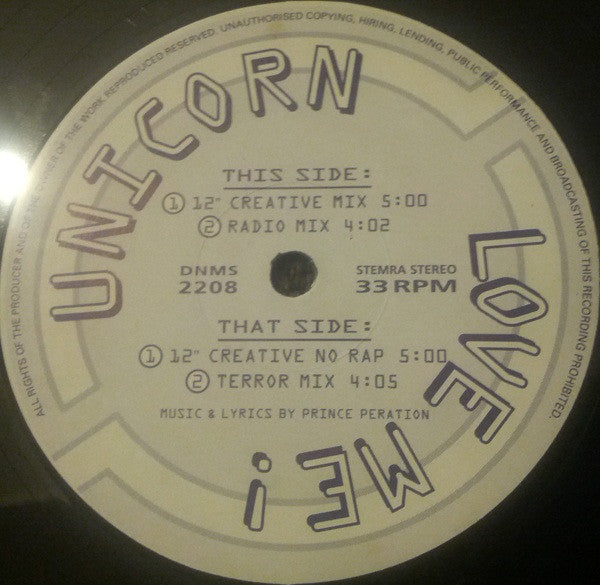 ALL RIGHTS OF THE PRODUCER AND OF THE OWNER OF THE WORK REPRODUCED RESERVED. UNAUTHORISED COPYING, HIRING, LENDING, PUBLIC PERFORMANCE AND BROADCASTING OF THIS RECORDING PROHIBITED.
UNICORN
LOVE ME!
THIS SIDE:
1 12" CREATIVE MIX 5:00
2 RADIO MIX 4:02
DNMS
2208
STEMRA STEREO
33 RPM
THAT SIDE:
1 12" CREATIVE NO RAP 5:00
2 TERROR MIX 4:05
MUSIC & LYRICS BY PRINCE PERATION